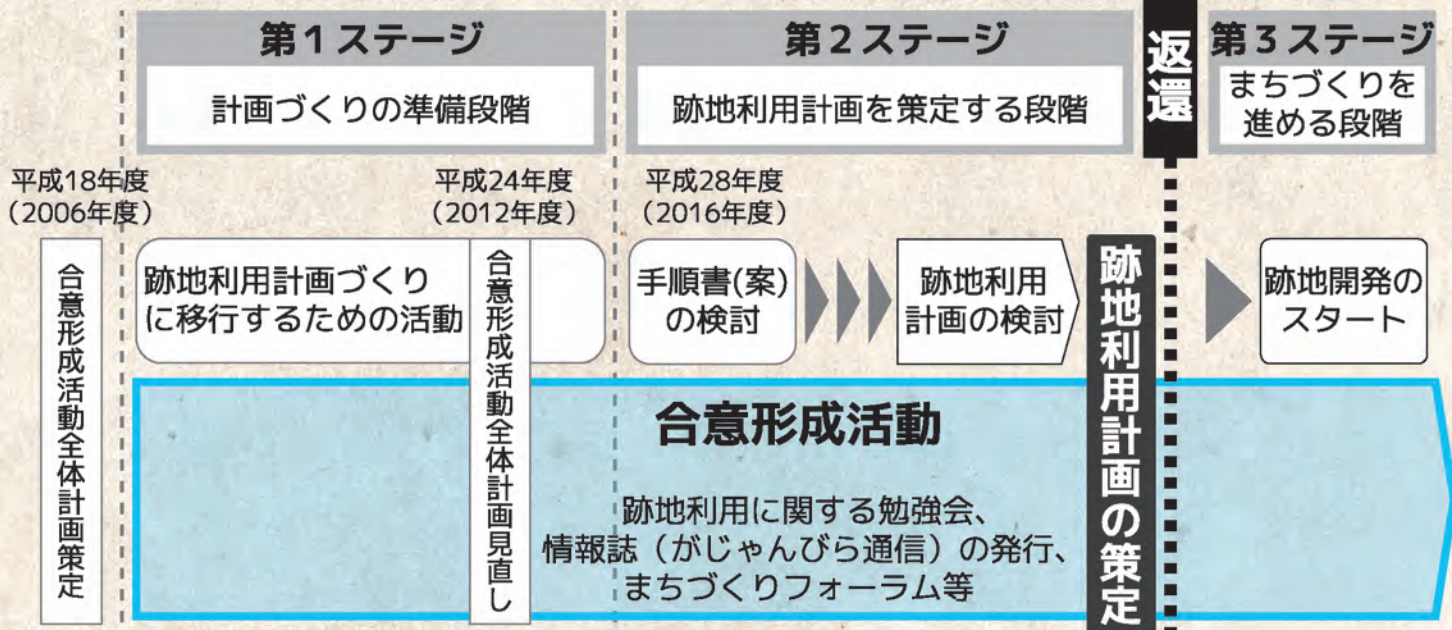 第1ステージ
計画づくりの準備段階
第2ステージ
跡地利用計画を策定する段階
返還
第3ステージ
まちづくりを
進める段階
平成18年度
（2006年度）
平成24年度
（2012年度）
平成28年度
（2016年度）
合意形成活動全体計画策定
跡地利用計画づくり
に移行するための活動
合意形成活動全体計画見直し
手順書(案)
の検討
跡地利用
計画の検討
跡地利用計画の策定
跡地開発の
スタート
合意形成活動
跡地利用に関する勉強会、
情報誌（がじゃんびら通信）の発行、
まちづくりフォーラム等